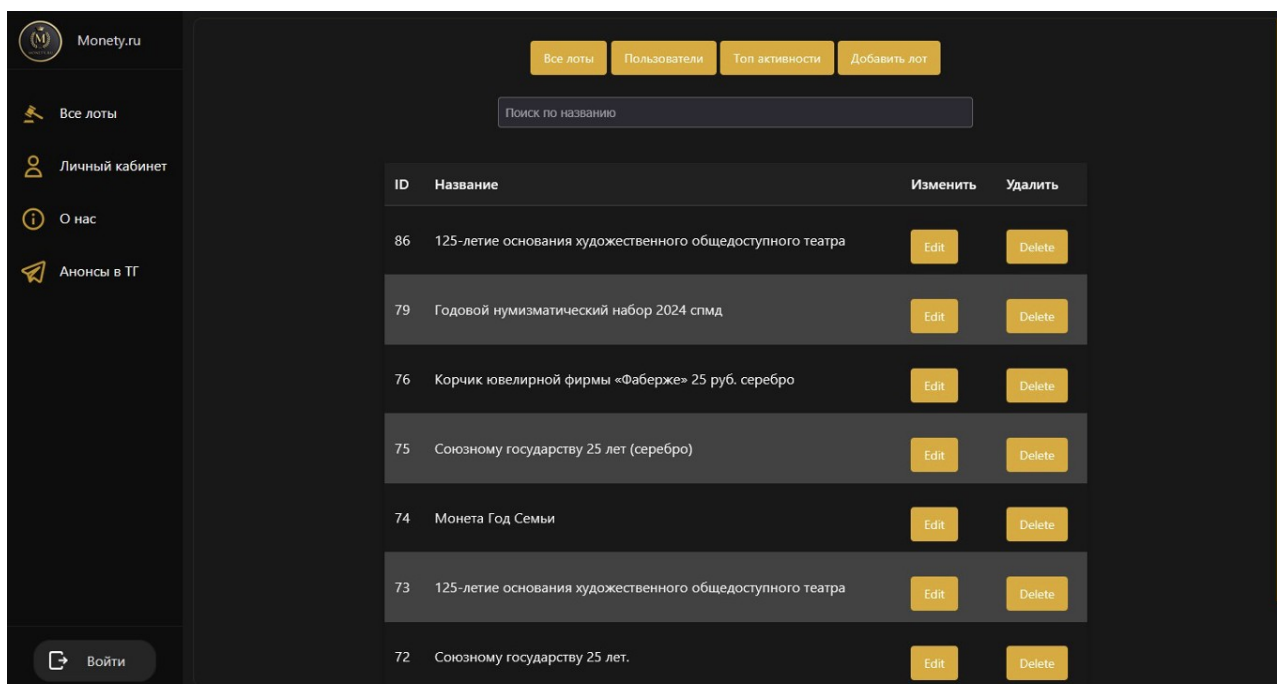 Monety.ru
Все лоты
Личный кабинет
О нас
Анонсы в ТГ
Войти
Все лоты Пользователи Топ активности Добавить лот
Поиск по названию
ID Название Изменить Удалить
86 125-летие основания художественного общедоступного театра Edit Delete
79 Годовой нумизматический набор 2024 спмд Edit Delete
76 Корчик ювелирной фирмы «Фаберже» 25 руб. серебро Edit Delete
75 Союзному государству 25 лет (серебро) Edit Delete
74 Монета Год Семьи Edit Delete
73 125-летие основания художественного общедоступного театра Edit Delete
72 Союзному государству 25 лет. Edit Delete